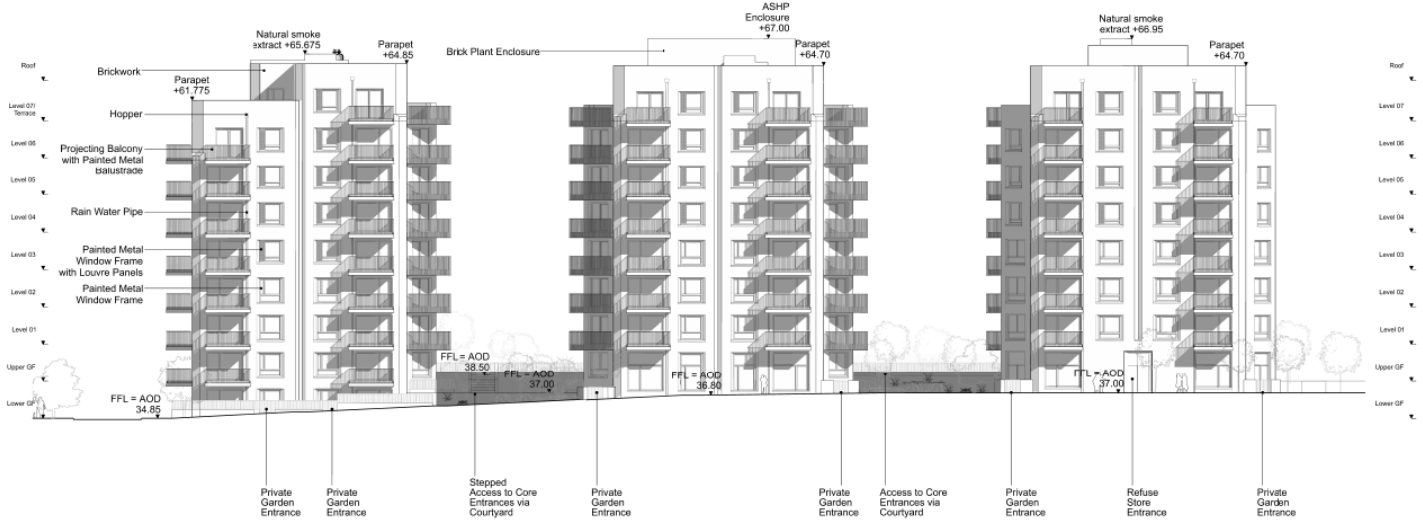 ASHP
Enclosure
+67.00
Natural smoke
extract +65.675
Parapet
+64.85
Brick Plant Enclosure
Parapet
+64.70
Natural smoke
extract +66.95
Parapet
+64.70
Roof
Brickwork
Parapet
+61.775
Roof
Level 07/
Terrace
Hopper
Level 07
Level 06
Projecting Balcony
with Painted Metal
Balustrade
Level 06
Level 05
Level 05
Level 04
Rain Water Pipe
Level 04
Level 03
Painted Metal
Window Frame
with Louvre Panels
Level 03
Level 02
Painted Metal
Window Frame
Level 02
Level 01
Level 01
Upper GF
FFL = AOD
38.50
FFL = AOD
37.00
FFL = AOD
36.80
FFL = AOD
37.00
Upper GF
Lower GF
FFL = AOD
34.85
Lower GF
Private
Garden
Entrance
Private
Garden
Entrance
Stepped
Access to Core
Entrances via
Courtyard
Private
Garden
Entrance
Private
Garden
Entrance
Access to Core
Entrances via
Courtyard
Private
Garden
Entrance
Refuse
Store
Entrance
Private
Garden
Entrance